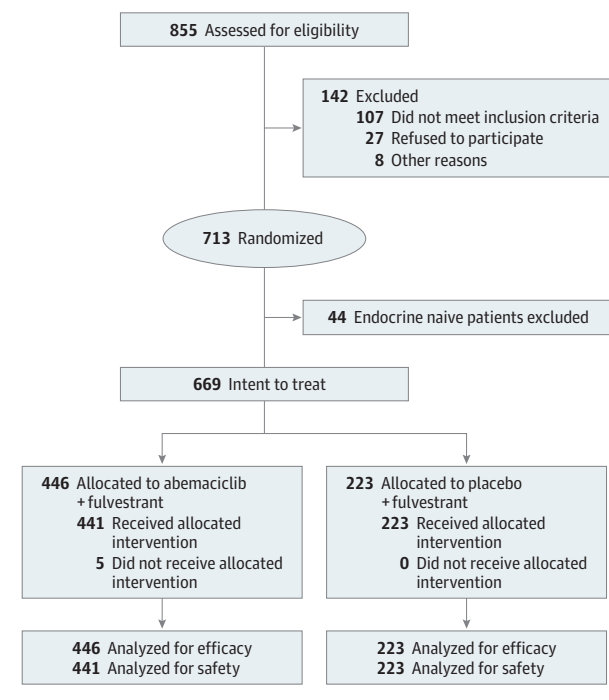 855 Assessed for eligibility
142 Excluded
107 Did not meet inclusion criteria
27 Refused to participate
8 Other reasons
713 Randomized
44 Endocrine naive patients excluded
669 Intent to treat
446 Allocated to abemaciclib
+ fulvestrant
441 Received allocated
intervention
5 Did not receive allocated
intervention
223 Allocated to placebo
+ fulvestrant
223 Received allocated
intervention
0 Did not receive allocated
intervention
446 Analyzed for efficacy
441 Analyzed for safety
223 Analyzed for efficacy
223 Analyzed for safety